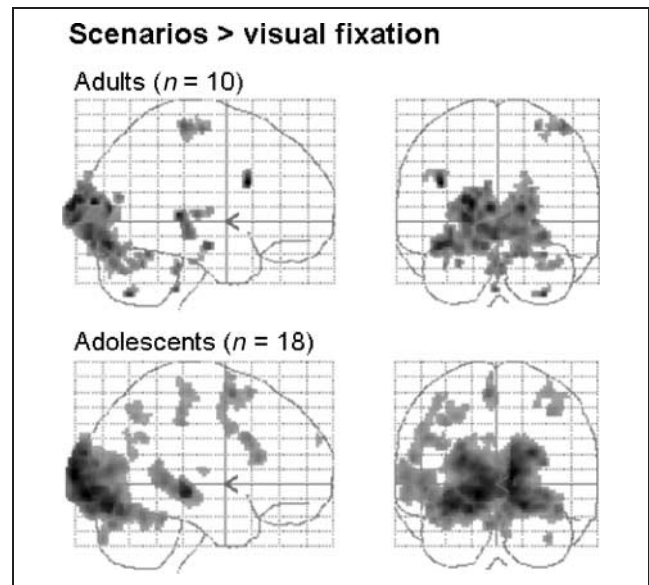 Scenarios > visual fixation
Adults (n = 10)
Adolescents (n = 18)